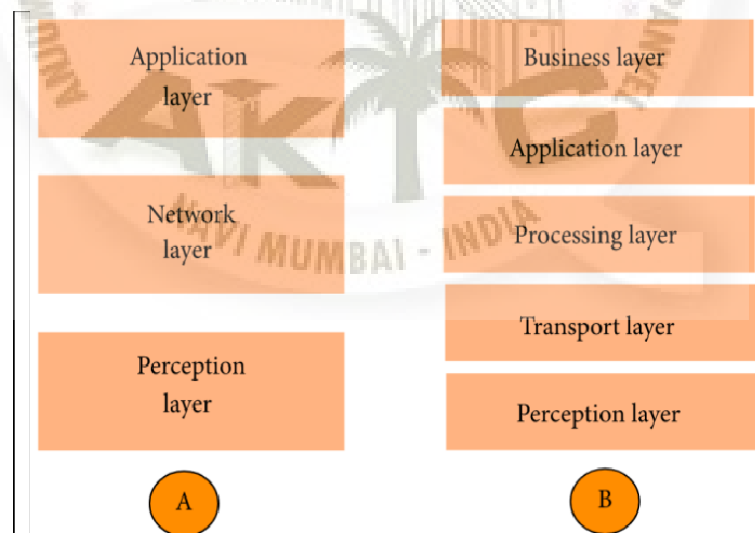 Application
layer
Network
layer
Perception
layer
A
Business layer
Application layer
Processing layer
Transport layer
Perception layer
B
AKTC
NAVI MUMBAI - INDIA